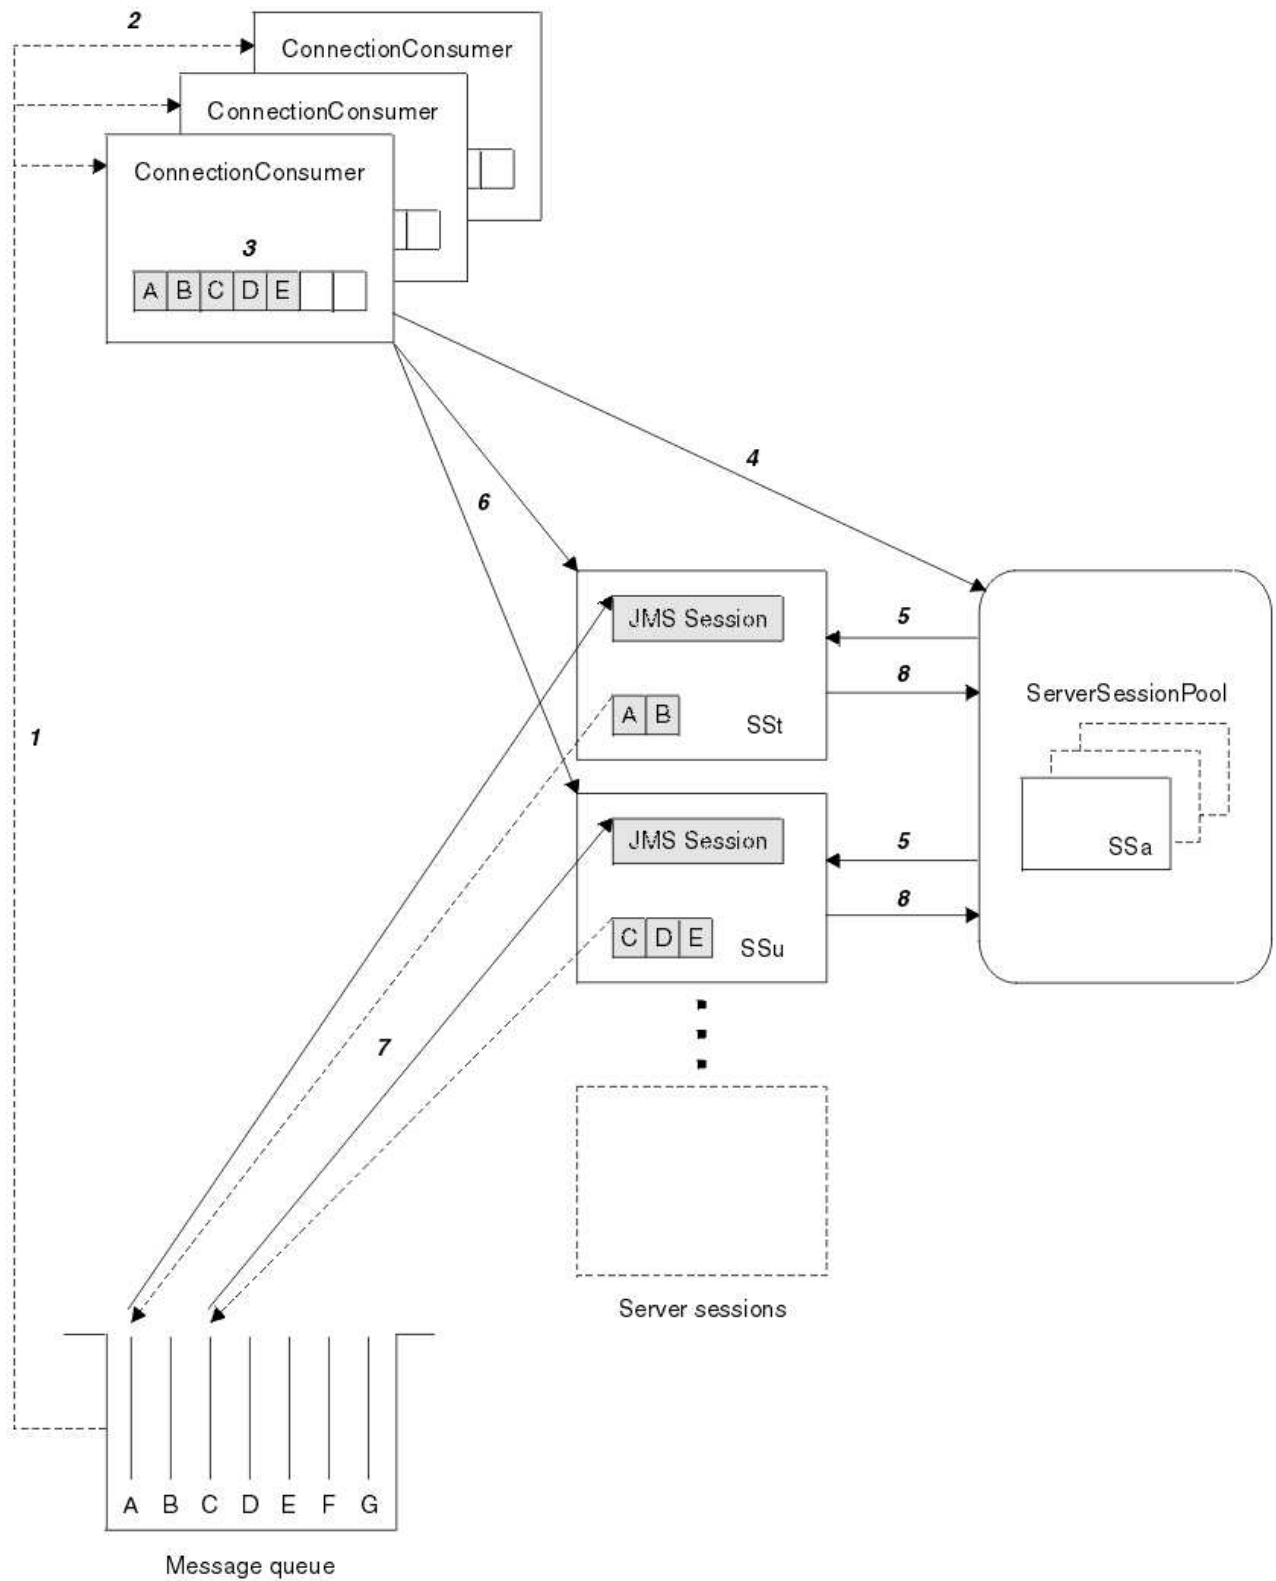 2
ConnectionConsumer
ConnectionConsumer
ConnectionConsumer
3
A B C D E
4
6
JMS Session
5
8
ServerSessionPool
A B
SSt
1
JMS Session
5
SSa
8
C D E
SSu
7
Server sessions
A B C D E F G
Message queue